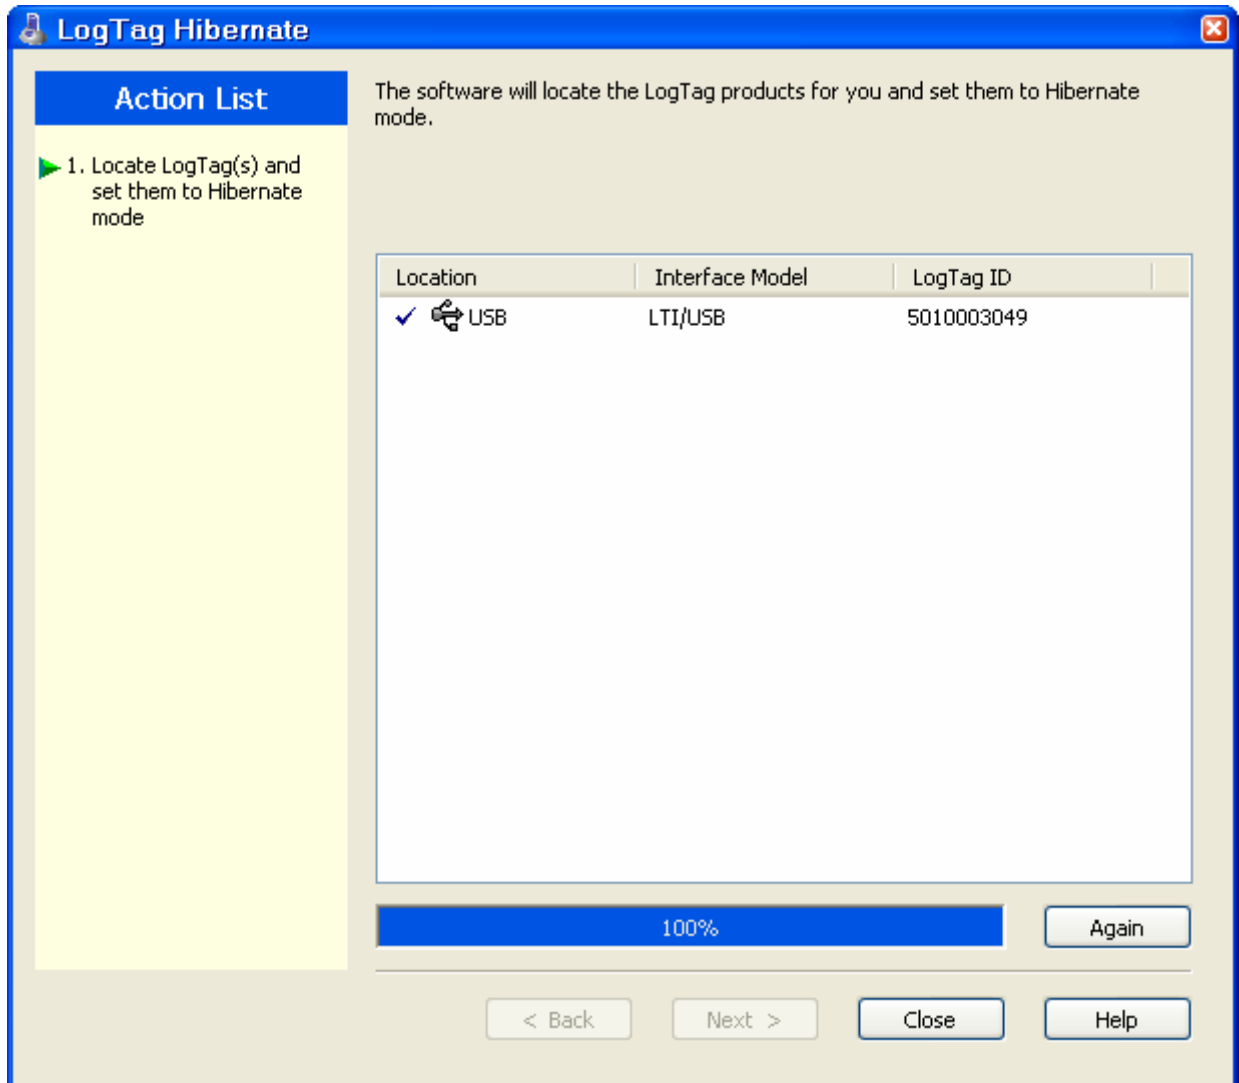 LogTag Hibernate
Action List
1. Locate LogTag(s) and
set them to Hibernate
mode
The software will locate the LogTag products for you and set them to Hibernate
mode.
Location Interface Model LogTag ID
USB LTI/USB 5010003049
100%
Again
< Back Next > Close Help